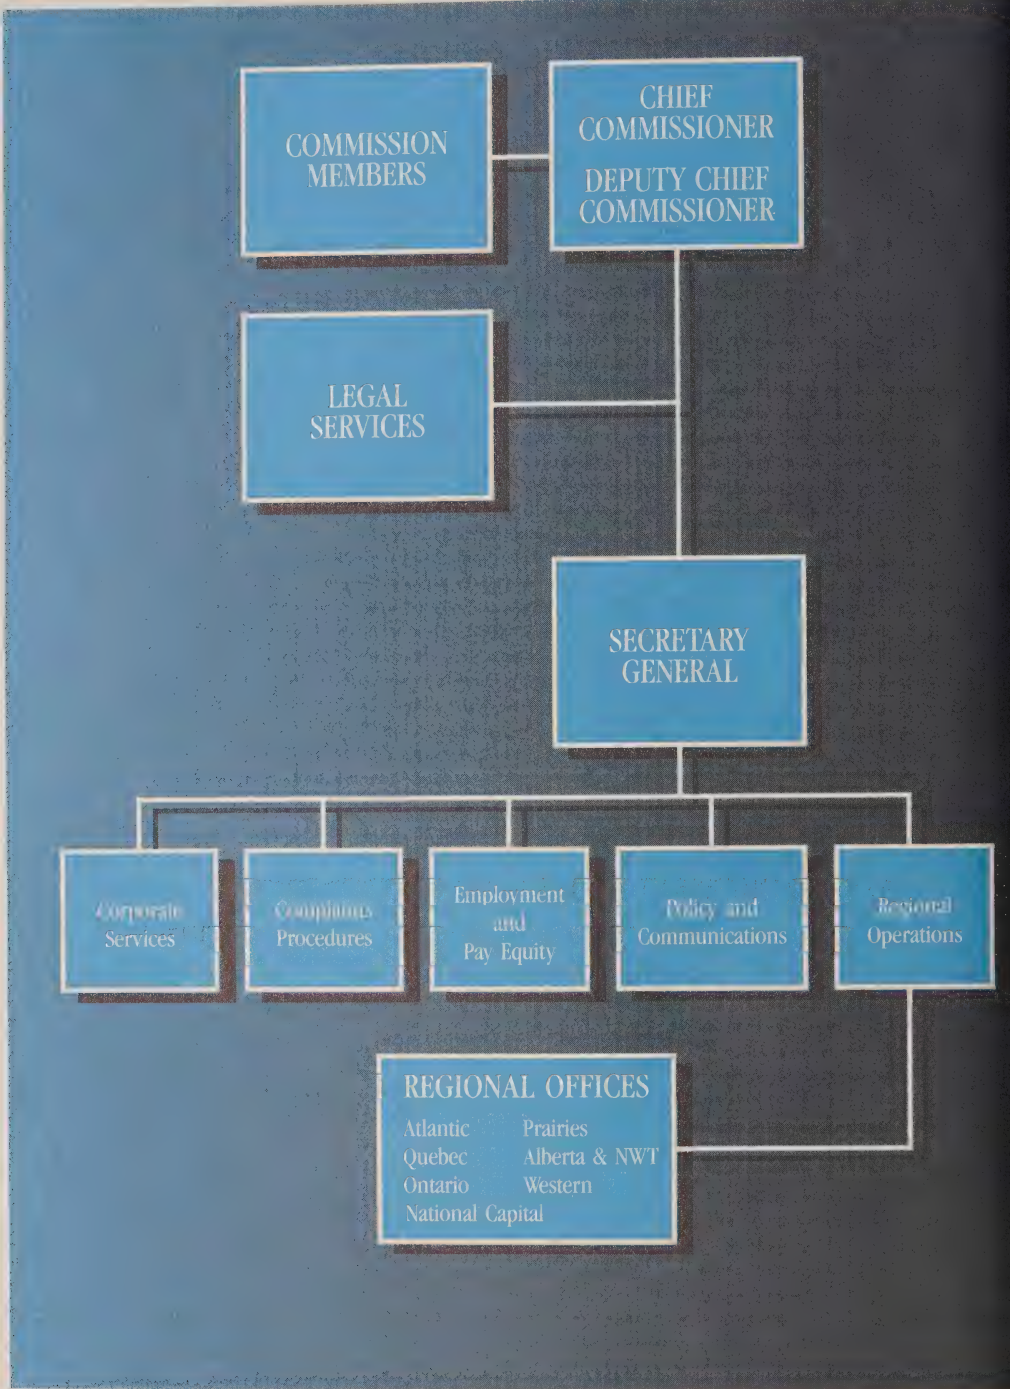 COMMISSION
MEMBERS
CHIEF
COMMISSIONER
DEPUTY CHIEF
COMMISSIONER
LEGAL
SERVICES
SECRETARY
GENERAL
Corporate
Services
Complaints
Procedures
Employment
and
Pay Equity
Policy and
Communications
Regional
Operations
REGIONAL OFFICES
Atlantic Prairies
Quebec Alberta & NWT
Ontario Western
National Capital